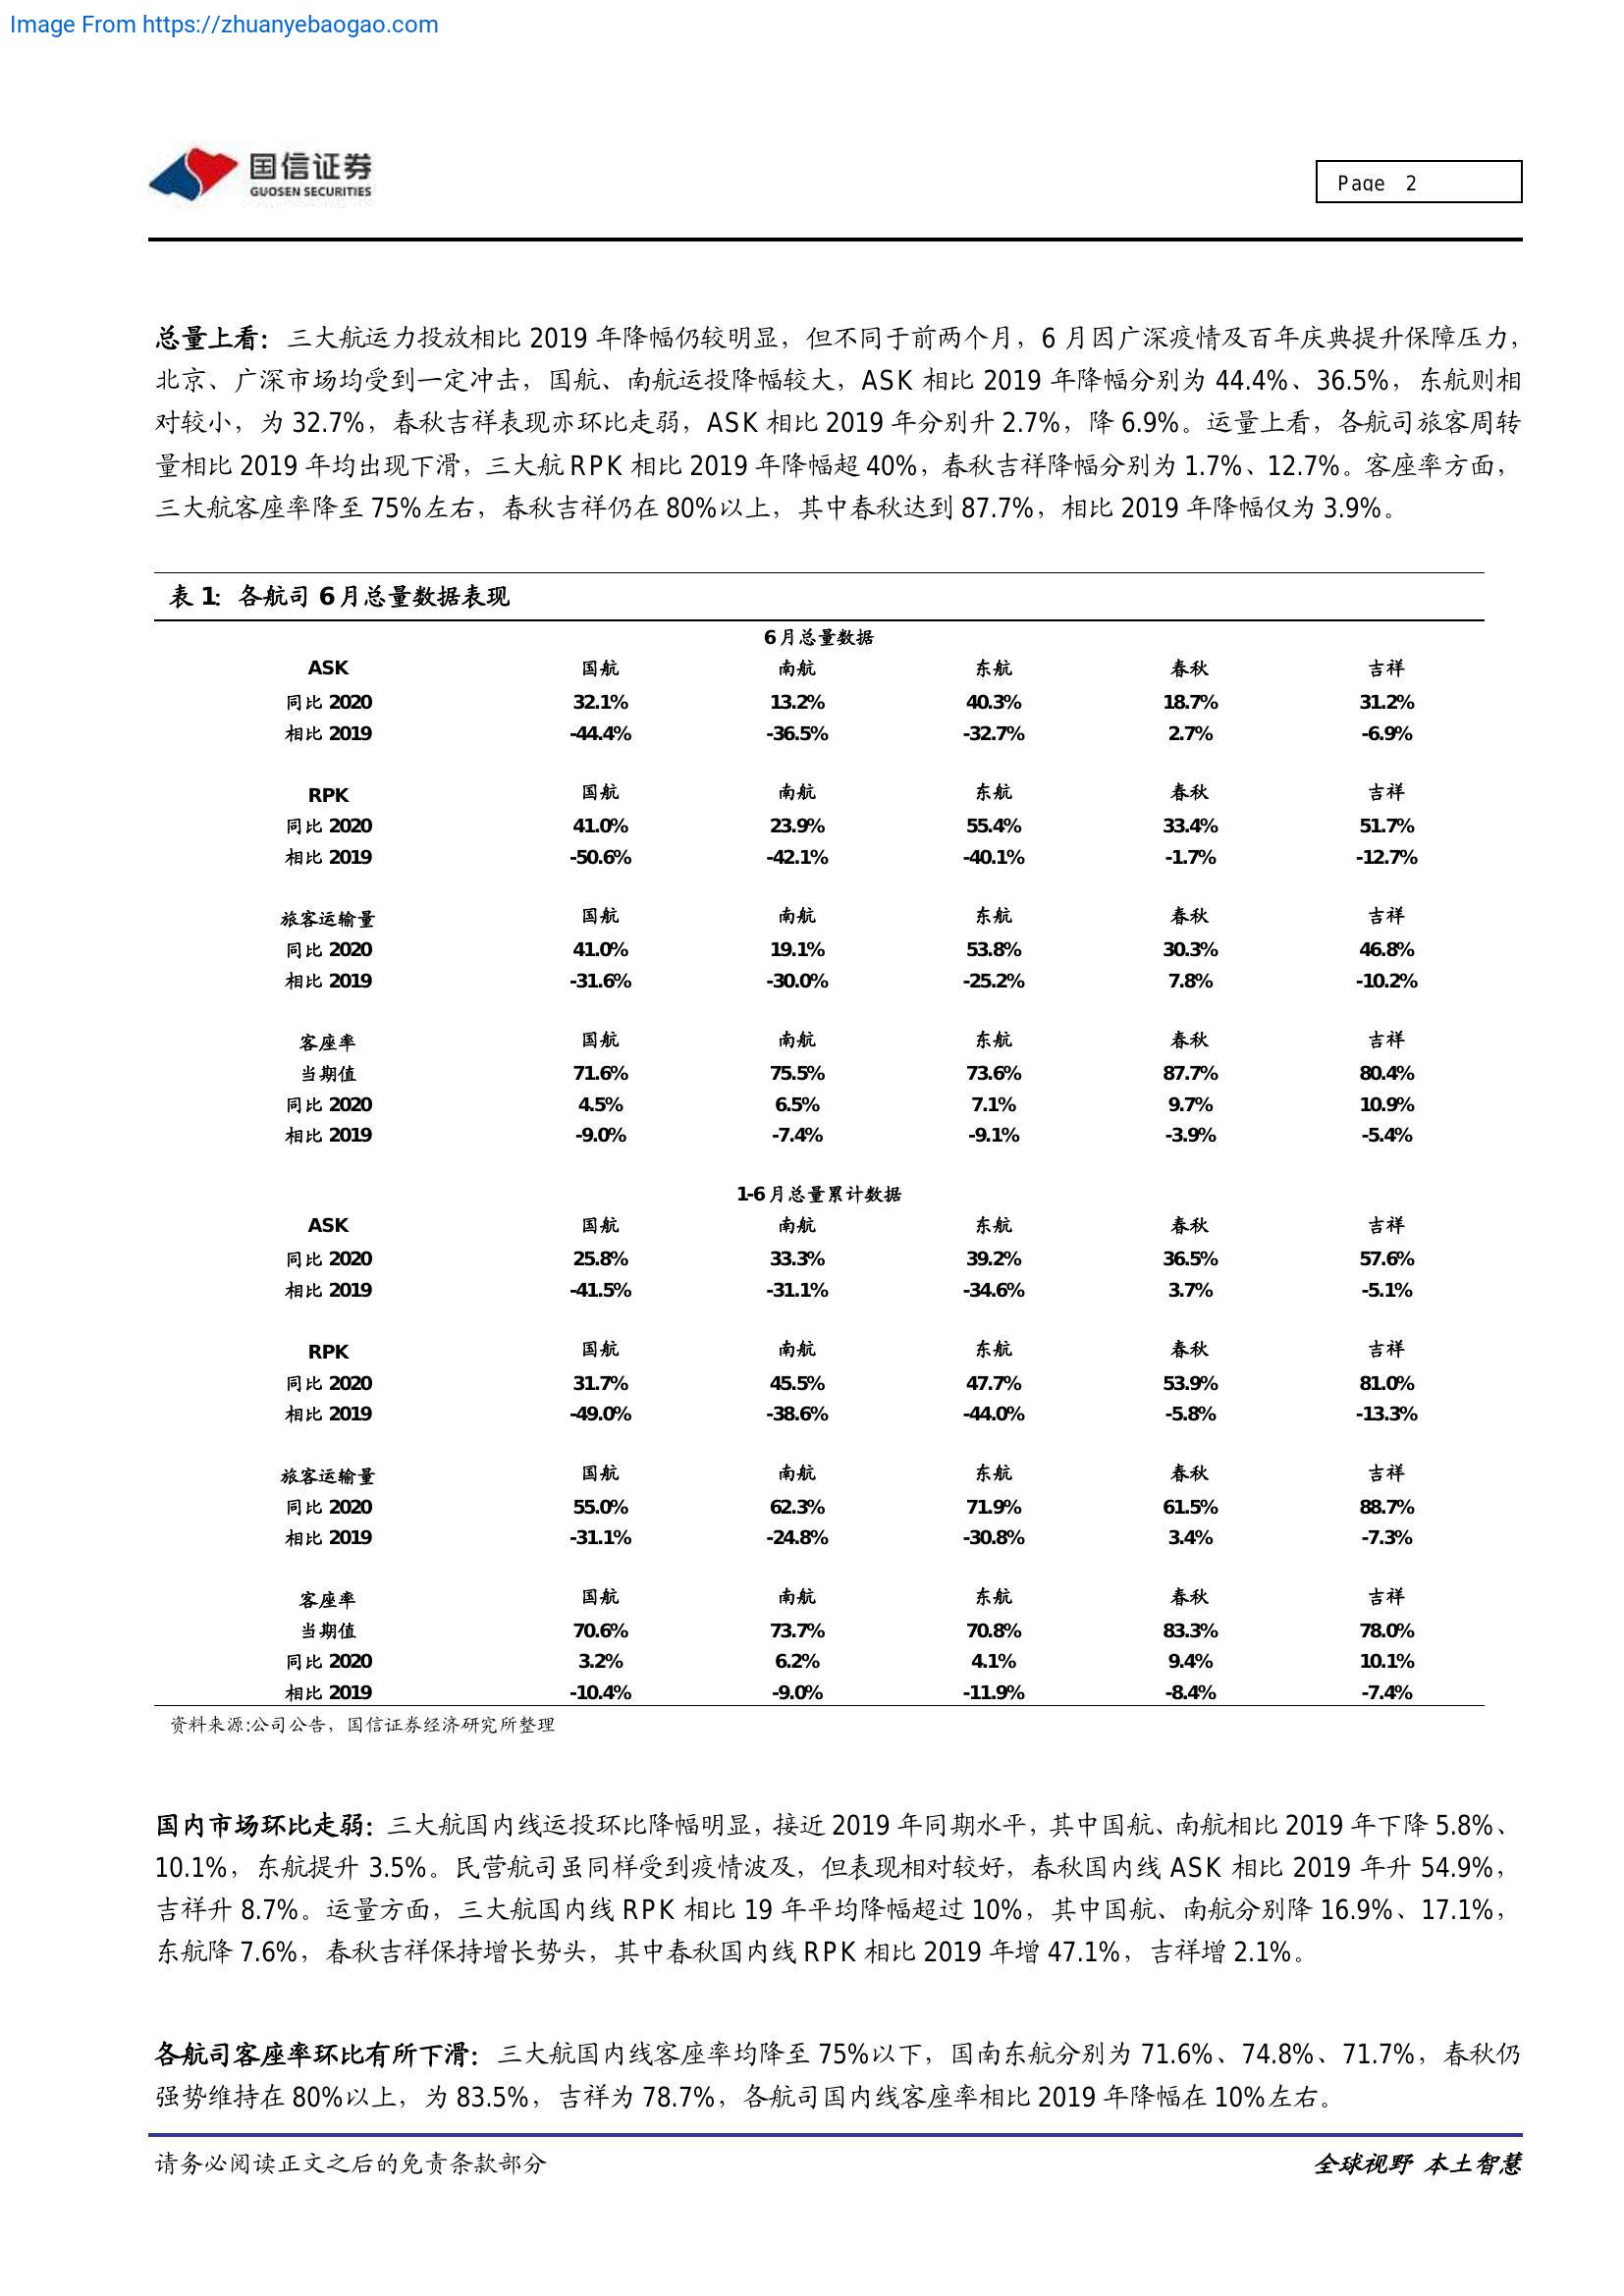 Image From https://zhuanyebaogao.com
国信证券
GUOSEN SECURITIES
Page 2
总量上看：三大航运力投放相比 2019 年降幅仍较明显，但不同于前两个月，6 月因广深疫情及百年庆典提升保障压力，
北京、广深市场均受到一定冲击，国航、南航运投降幅较大，ASK 相比 2019 年降幅分别为 44.4%、36.5%，东航则相
对较小，为 32.7%，春秋吉祥表现亦环比走弱，ASK 相比 2019 年分别升 2.7%，降 6.9%。运量上看，各航司旅客周转
量相比 2019 年均出现下滑，三大航 RPK 相比 2019 年降幅超 40%，春秋吉祥降幅分别为 1.7%、12.7%。客座率方面，
三大航客座率降至 75%左右，春秋吉祥仍在 80%以上，其中春秋达到 87.7%，相比 2019 年降幅仅为 3.9%。
表 1：各航司 6 月总量数据表现
6 月总量数据
ASK 国航 南航 东航 春秋 吉祥
同比 2020 32.1% 13.2% 40.3% 18.7% 31.2%
相比 2019 -44.4% -36.5% -32.7% 2.7% -6.9%
RPK 国航 南航 东航 春秋 吉祥
同比 2020 41.0% 23.9% 55.4% 33.4% 51.7%
相比 2019 -50.6% -42.1% -40.1% -1.7% -12.7%
旅客运输量 国航 南航 东航 春秋 吉祥
同比 2020 41.0% 19.1% 53.8% 30.3% 46.8%
相比 2019 -31.6% -30.0% -25.2% 7.8% -10.2%
客座率 国航 南航 东航 春秋 吉祥
当期值 71.6% 75.5% 73.6% 87.7% 80.4%
同比 2020 4.5% 6.5% 7.1% 9.7% 10.9%
相比 2019 -9.0% -7.4% -9.1% -3.9% -5.4%
1-6 月总量累计数据
ASK 国航 南航 东航 春秋 吉祥
同比 2020 25.8% 33.3% 39.2% 36.5% 57.6%
相比 2019 -41.5% -31.1% -34.6% 3.7% -5.1%
RPK 国航 南航 东航 春秋 吉祥
同比 2020 31.7% 45.5% 47.7% 53.9% 81.0%
相比 2019 -49.0% -38.6% -44.0% -5.8% -13.3%
旅客运输量 国航 南航 东航 春秋 吉祥
同比 2020 55.0% 62.3% 71.9% 61.5% 88.7%
相比 2019 -31.1% -24.8% -30.8% 3.4% -7.3%
客座率 国航 南航 东航 春秋 吉祥
当期值 70.6% 73.7% 70.8% 83.3% 78.0%
同比 2020 3.2% 6.2% 4.1% 9.4% 10.1%
相比 2019 -10.4% -9.0% -11.9% -8.4% -7.4%
资料来源:公司公告，国信证券经济研究所整理
国内市场环比走弱：三大航国内线运投环比降幅明显，接近 2019 年同期水平，其中国航、南航相比 2019 年下降 5.8%、
10.1%，东航提升 3.5%。民营航司虽同样受到疫情波及，但表现相对较好，春秋国内线 ASK 相比 2019 年升 54.9%，
吉祥升 8.7%。运量方面，三大航国内线 RPK 相比 19 年平均降幅超过 10%，其中国航、南航分别降 16.9%、17.1%，
东航降 7.6%，春秋吉祥保持增长势头，其中春秋国内线 RPK 相比 2019 年增 47.1%，吉祥增 2.1%。
各航司客座率环比有所下滑：三大航国内线客座率均降至 75%以下，国南东航分别为 71.6%、74.8%、71.7%，春秋仍
强势维持在 80%以上，为 83.5%，吉祥为 78.7%，各航司国内线客座率相比 2019 年降幅在 10%左右。
请务必阅读正文之后的免责条款部分
全球视野 本土智慧